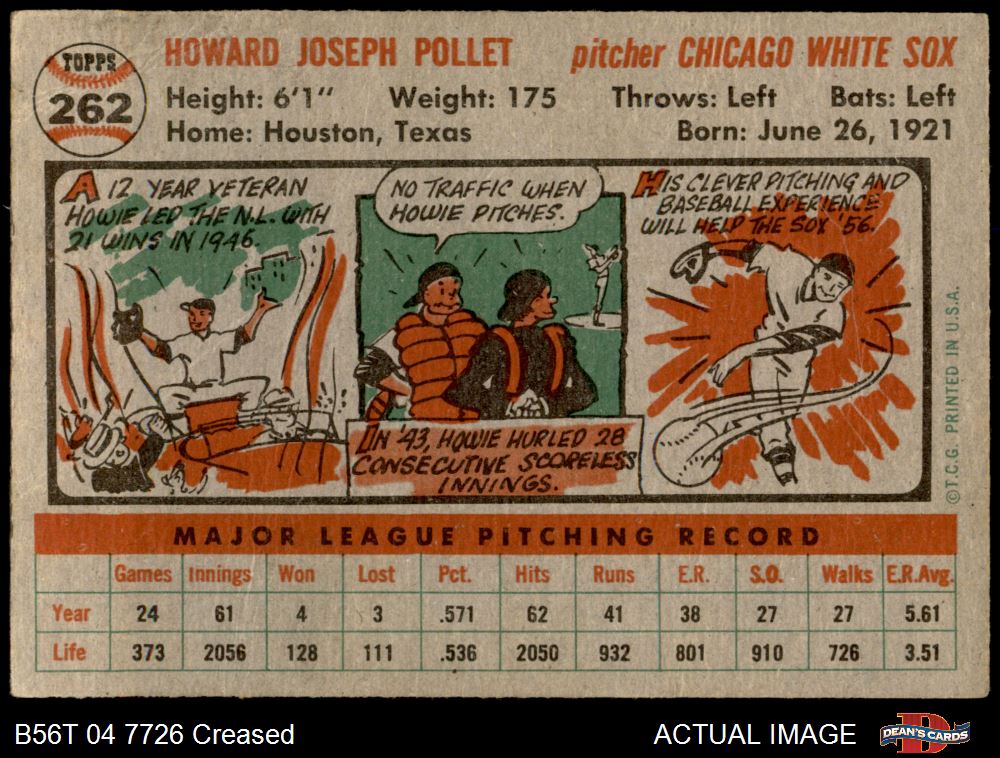 TOPPS
262
HOWARD JOSEPH POLLET pitcher CHICAGO WHITE SOX
Height: 6'1" Weight: 175 Throws: Left Bats: Left
Home: Houston, Texas Born: June 26, 1921
A 12 YEAR VETERAN
HOWIE LED THE N.L. WITH
21 WINS IN 1946.
NO TRAFFIC WHEN
HOWIE PITCHES.
IN '43, HOWIE HURLED 28
CONSECUTIVE SCORELESS
INNINGS.
HIS CLEVER PITCHING AND
BASEBALL EXPERIENCE
WILL HELP THE SOX '56.
©T.C.G. PRINTED IN U.S.A.
MAJOR LEAGUE PITCHING RECORD
Games Innings Won Lost Pct. Hits Runs E.R. S.O. Walks E.R.Avg.
Year 24 61 4 3 .571 62 41 38 27 27 5.61
Life 373 2056 128 111 .536 2050 932 801 910 726 3.51
B56T 04 7726 Creased ACTUAL IMAGE DEAN'S CARDS